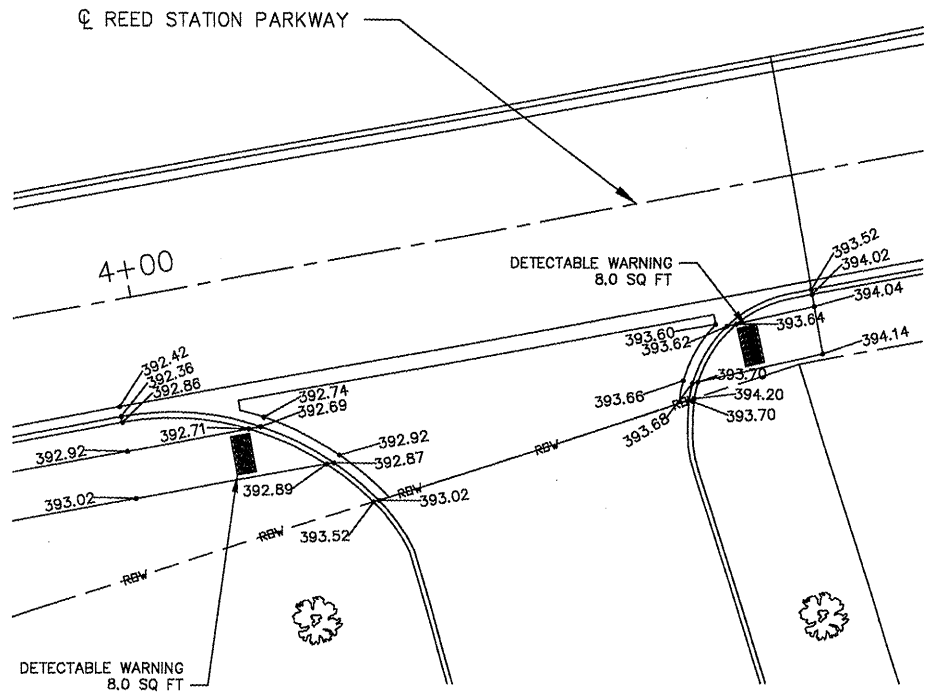 ℄ REED STATION PARKWAY
4+00
DETECTABLE WARNING
8.0 SQ FT
393.52
394.02
394.04
393.64
394.14
393.60
393.62
393.66
393.68
393.70
394.20
393.70
392.42
392.36
392.86
392.74
392.69
392.71
392.92
392.92
392.87
393.02
392.89
393.02
393.52
RBW
RBW
RBW
RBW
RBW
DETECTABLE WARNING
8.0 SQ FT